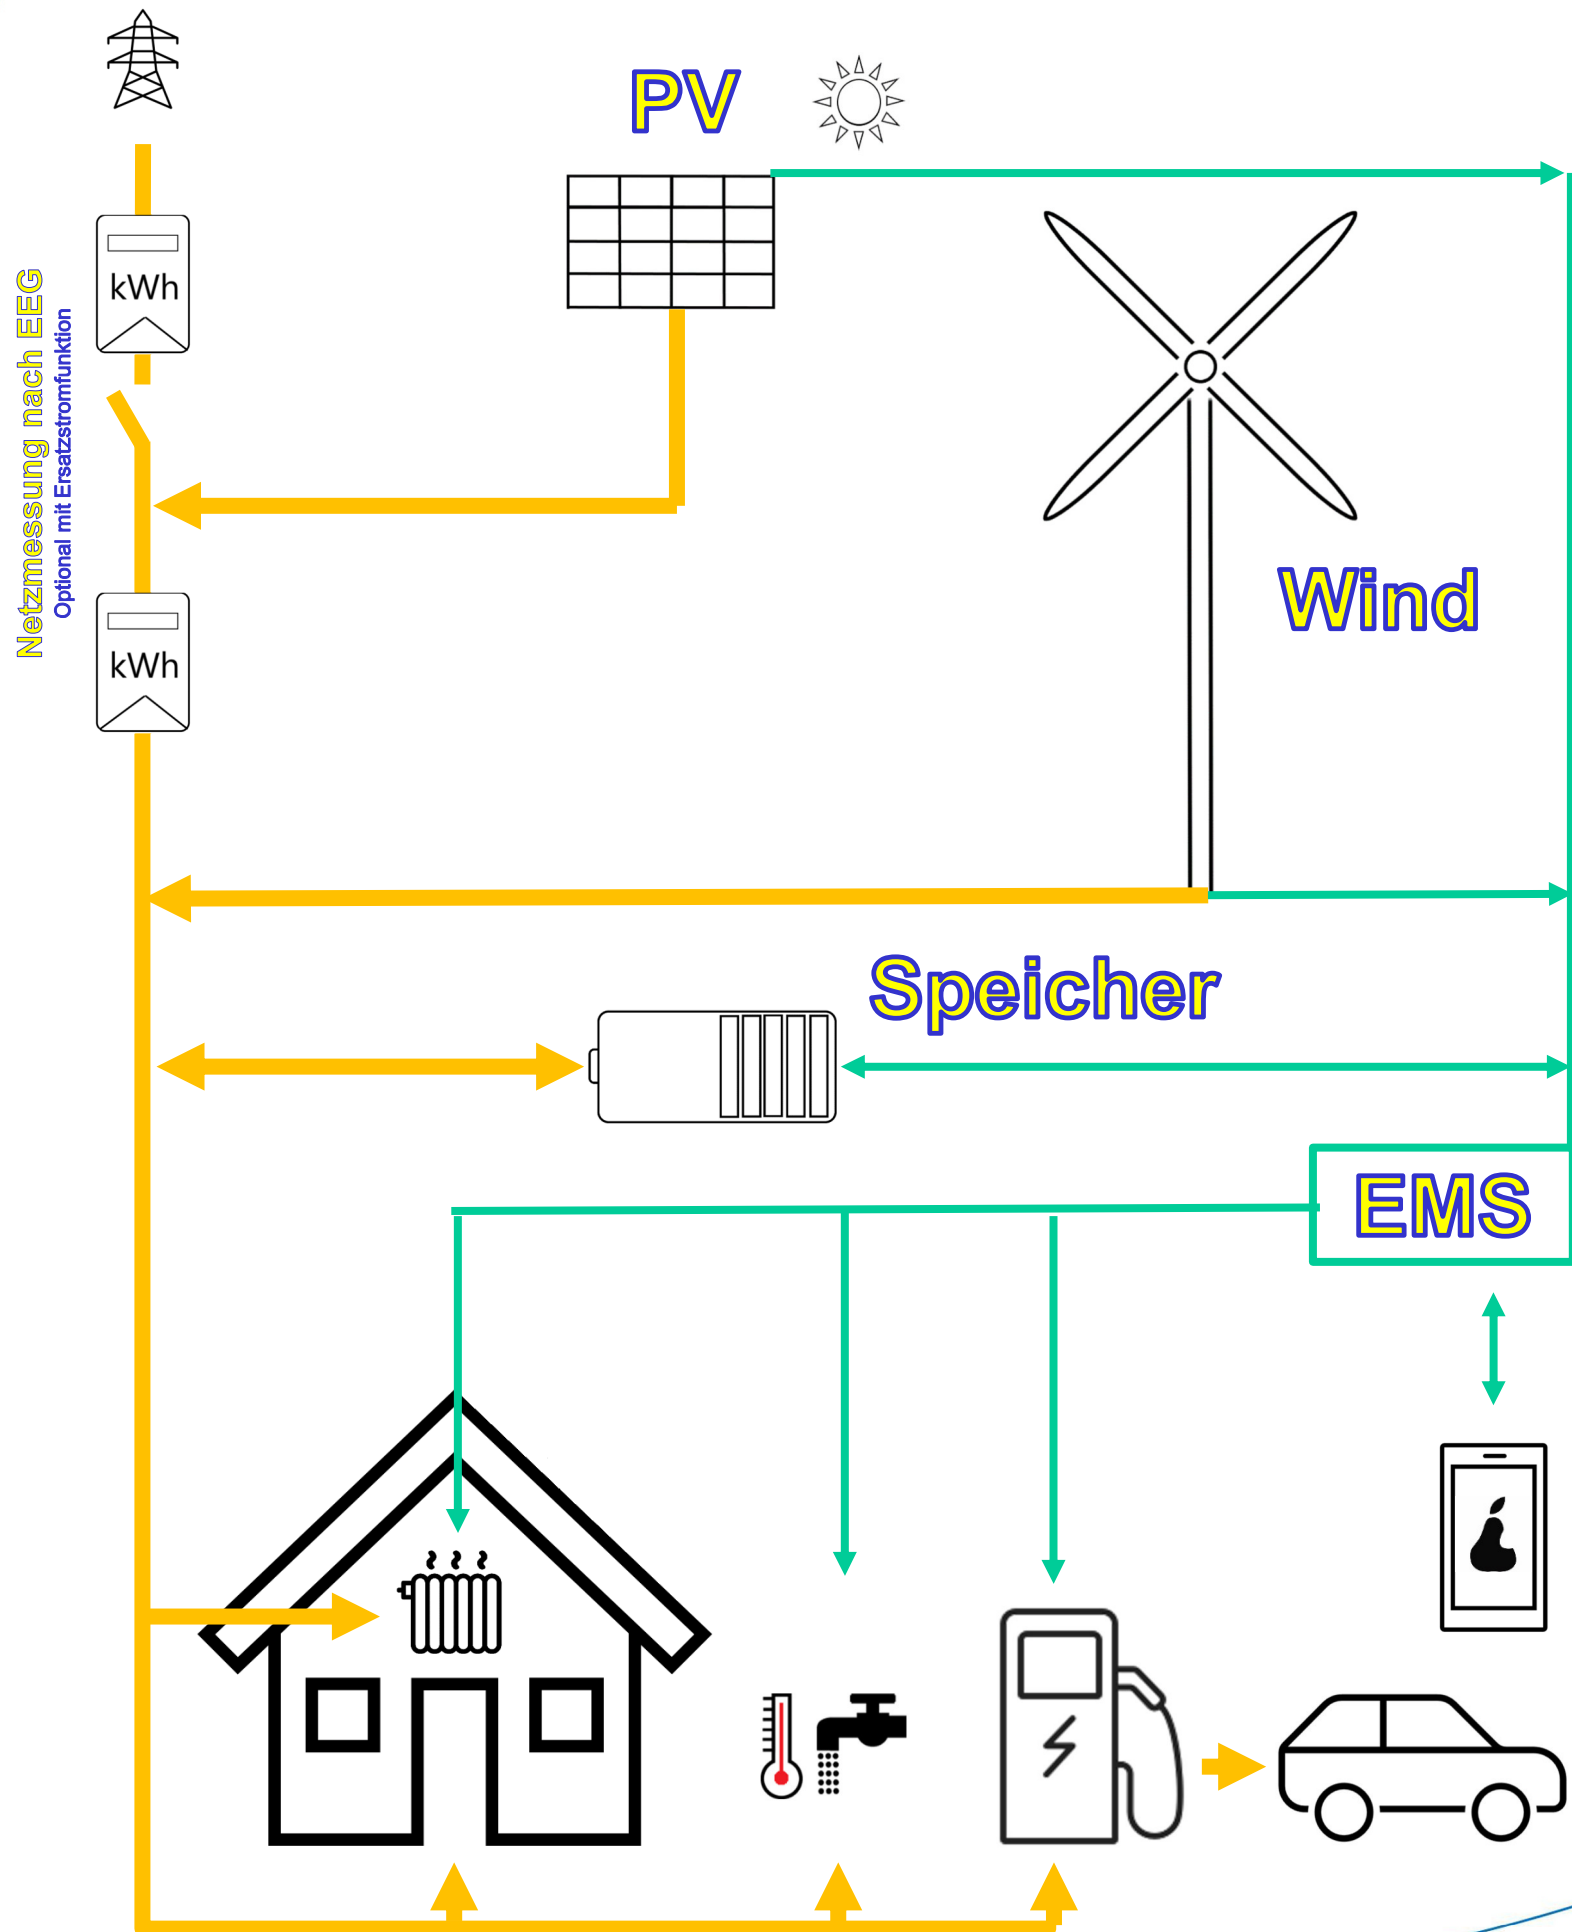 PV
kWh
Netzmessung nach EEG
Optional mit Ersatzstromfunktion
Wind
kWh
Speicher
EMS